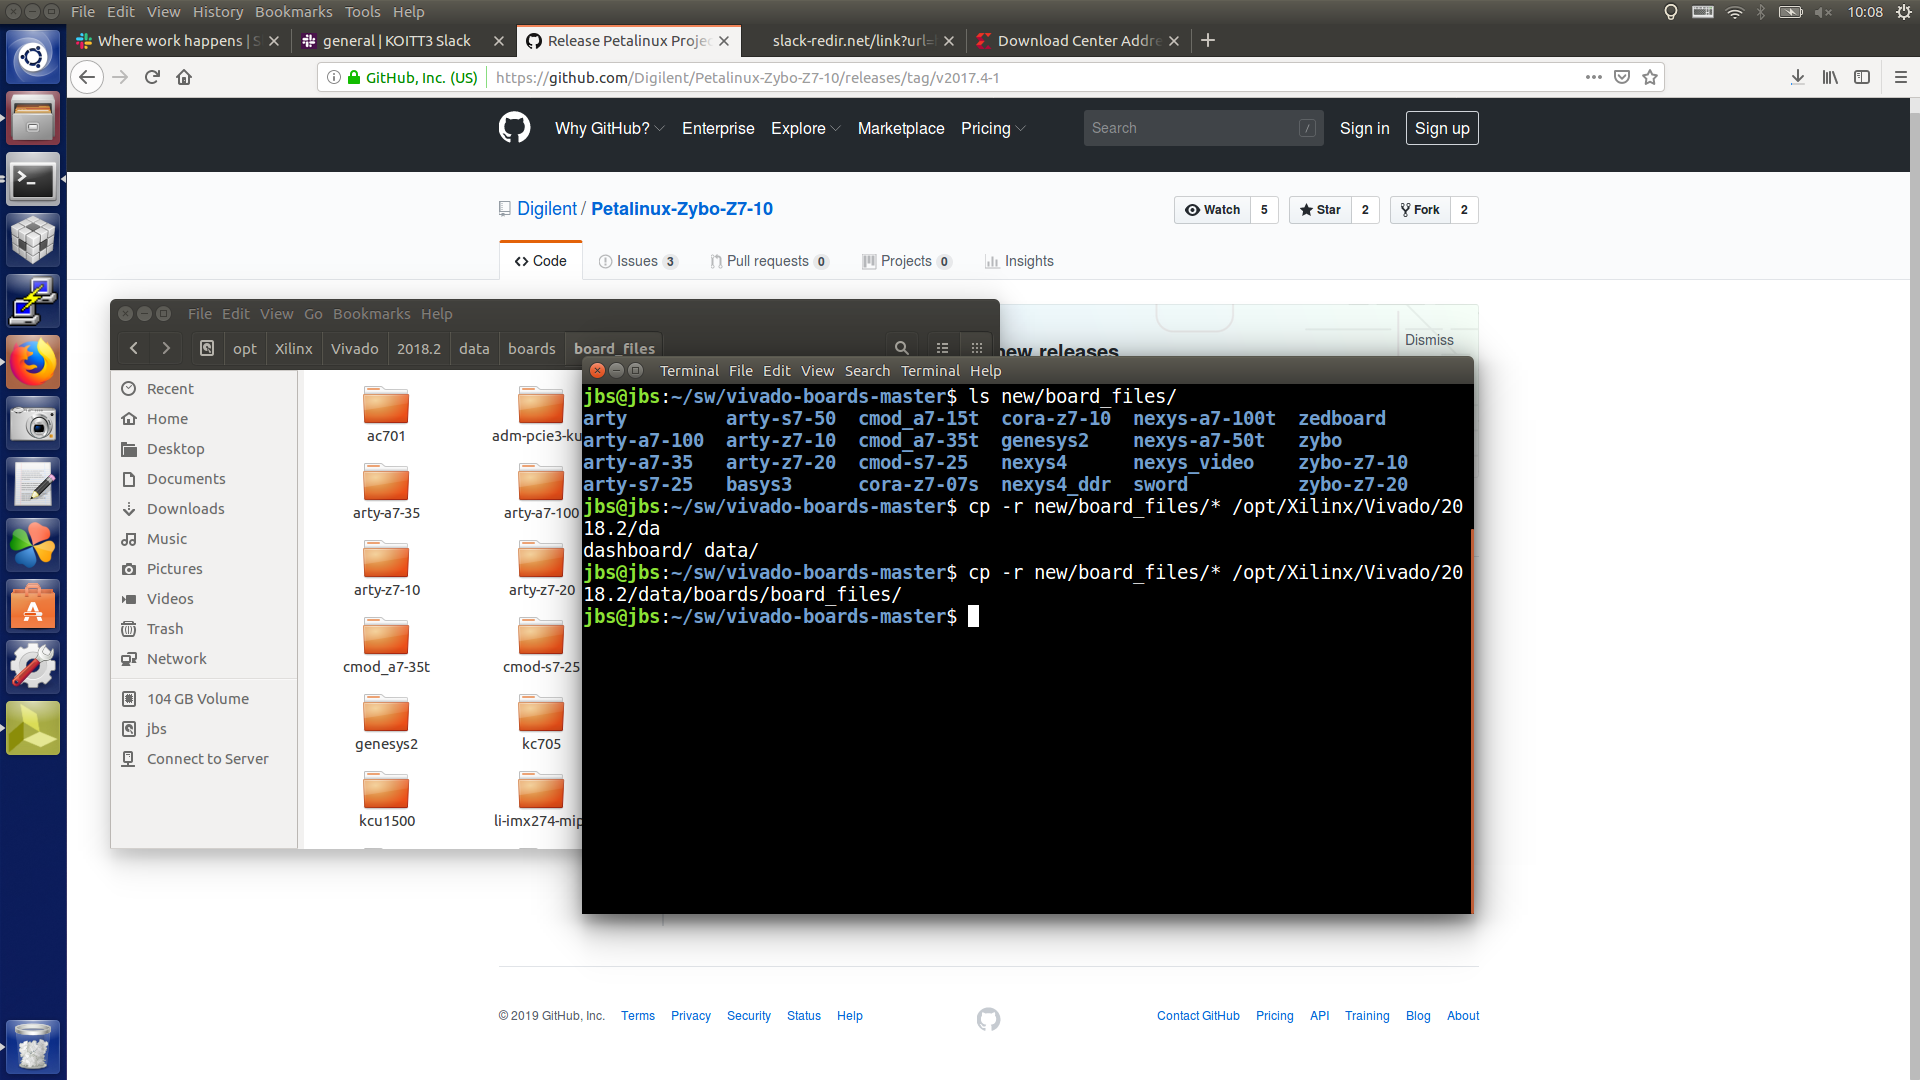 File Edit View History Bookmarks Tools Help
10:08
Where work happens | S
general | KOITT3 Slack
Release Petalinux Projec
slack-redir.net/link?url=
Download Center Addre
GitHub, Inc. (US)
https://github.com/Digilent/Petalinux-Zybo-Z7-10/releases/tag/v2017.4-1
Why GitHub? Enterprise Explore Marketplace Pricing
Search /
Sign in Sign up
Digilent / Petalinux-Zybo-Z7-10
Watch 5 Star 2 Fork 2
Code Issues 3 Pull requests 0 Projects 0 Insights
new releases
Dismiss
File Edit View Go Bookmarks Help
opt Xilinx Vivado 2018.2 data boards board_files
Recent
Home
Desktop
Documents
Downloads
Music
Pictures
Videos
Trash
Network
104 GB Volume
jbs
Connect to Server
ac701 adm-pcie3-ku
arty-a7-35 arty-a7-100
arty-z7-10 arty-z7-20
cmod_a7-35t cmod-s7-25
genesys2 kc705
kcu1500 li-imx274-mip
Terminal File Edit View Search Terminal Help
jbs@jbs:~/sw/vivado-boards-master$ ls new/board_files/
arty arty-s7-50 cmod_a7-15t cora-z7-10 nexys-a7-100t zedboard
arty-a7-100 arty-z7-10 cmod_a7-35t genesys2 nexys-a7-50t zybo
arty-a7-35 arty-z7-20 cmod-s7-25 nexys4 nexys_video zybo-z7-10
arty-s7-25 basys3 cora-z7-07s nexys4_ddr sword zybo-z7-20
jbs@jbs:~/sw/vivado-boards-master$ cp -r new/board_files/* /opt/Xilinx/Vivado/20
18.2/da
dashboard/ data/
jbs@jbs:~/sw/vivado-boards-master$ cp -r new/board_files/* /opt/Xilinx/Vivado/20
18.2/data/boards/board_files/
jbs@jbs:~/sw/vivado-boards-master$
© 2019 GitHub, Inc. Terms Privacy Security Status Help
Contact GitHub Pricing API Training Blog About